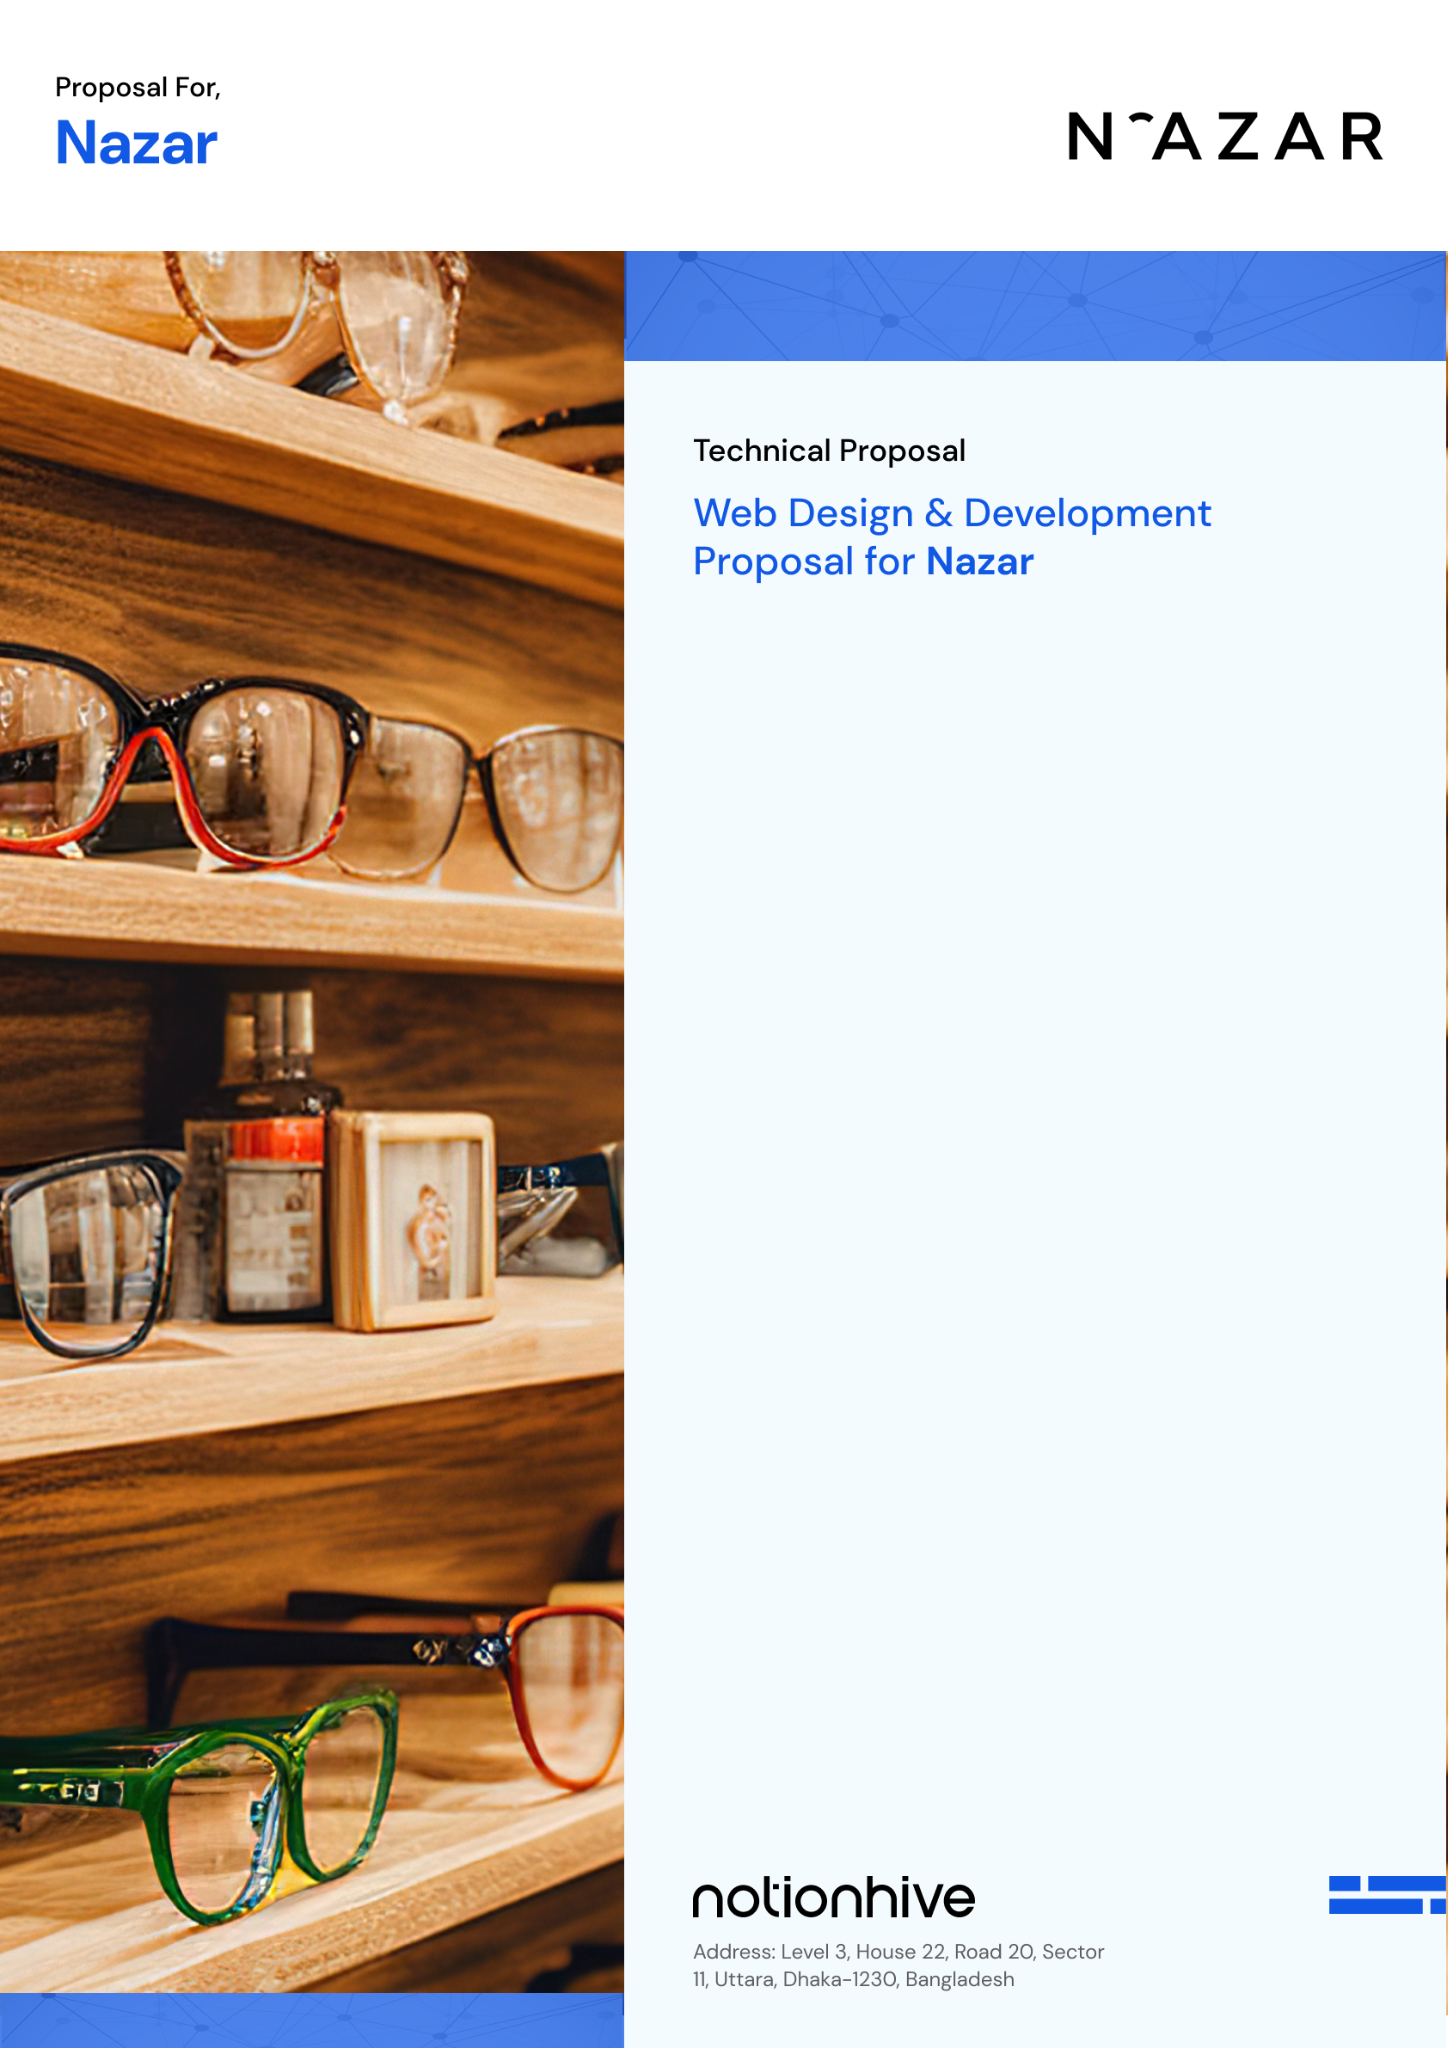 Proposal For,
Nazar
NAZAR
Technical Proposal
Web Design & Development
Proposal for Nazar
notionhive
Address: Level 3, House 22, Road 20, Sector
11, Uttara, Dhaka-1230, Bangladesh